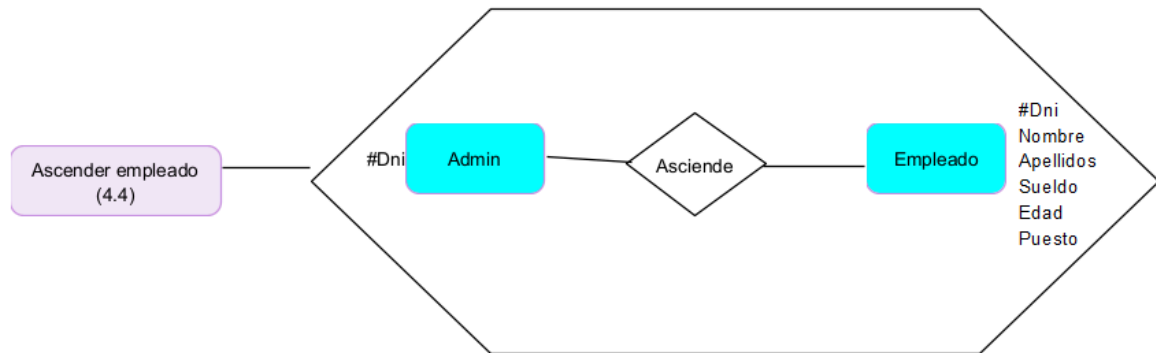 Ascender empleado
(4.4)
#Dni
Admin
Asciende
Empleado
#Dni
Nombre
Apellidos
Sueldo
Edad
Puesto